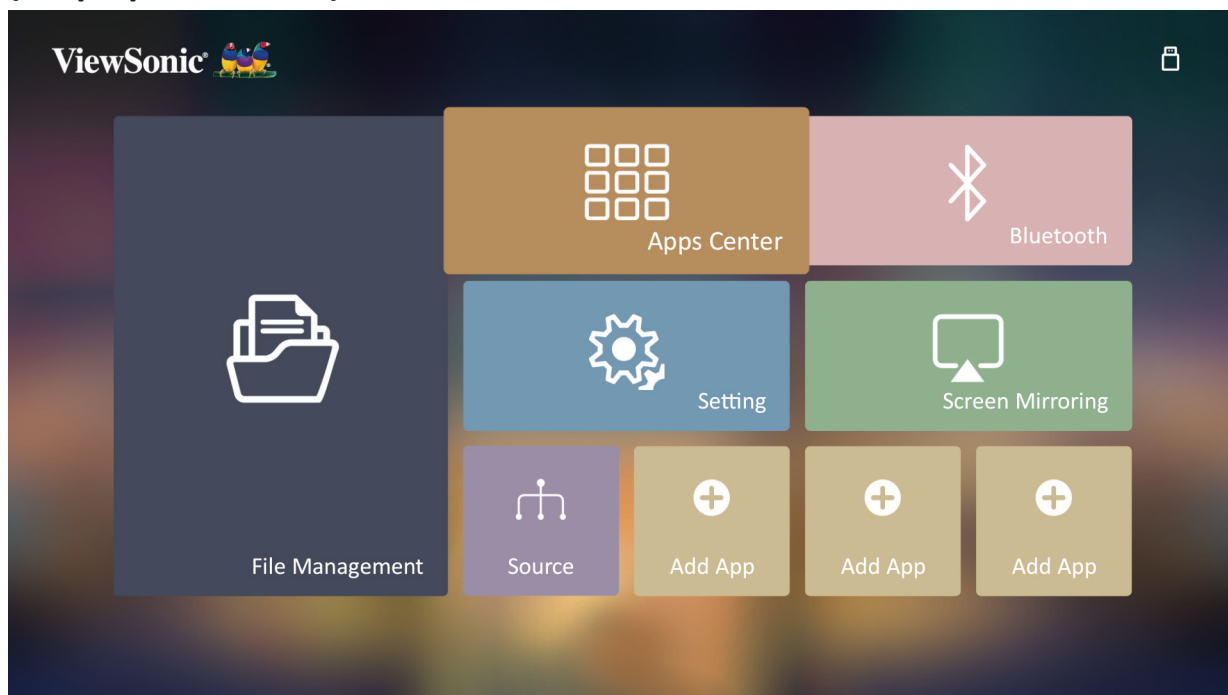 ViewSonic®
Apps Center
Bluetooth
Setting
Screen Mirroring
File Management
Source
Add App
Add App
Add App